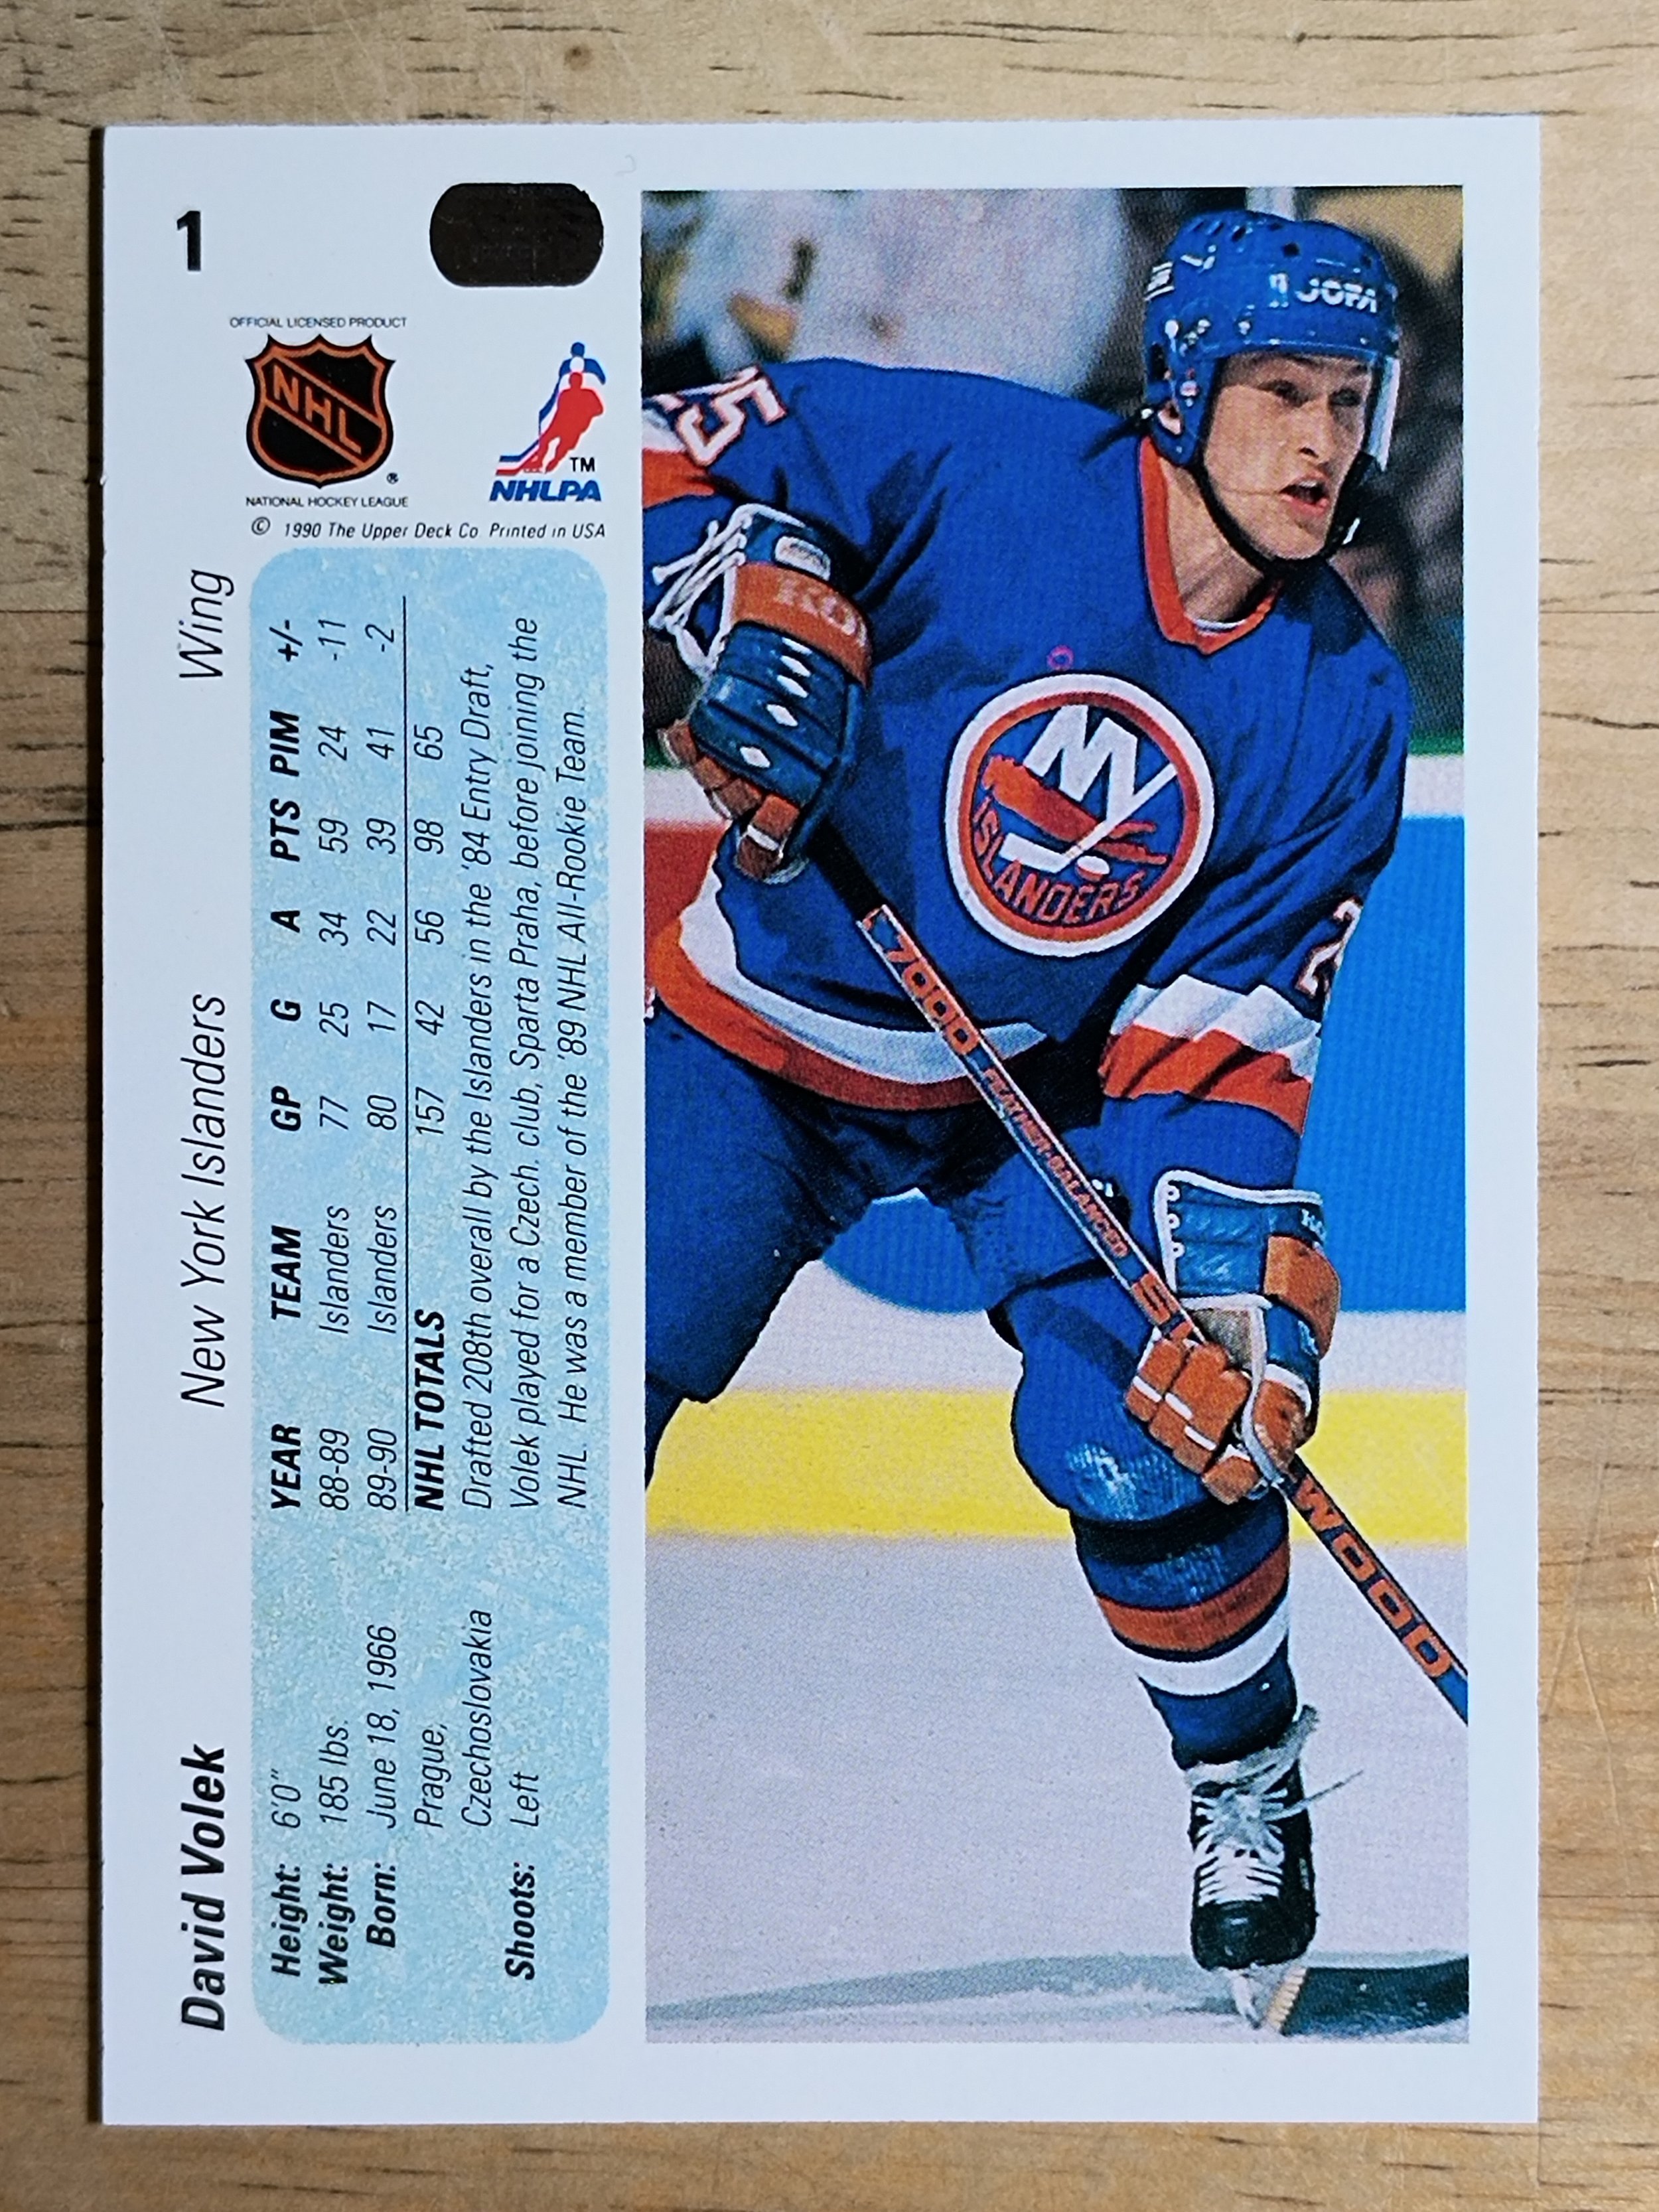 David Volek New York Islanders Wing 1
Height: 6'0"
Weight: 185 lbs.
Born: June 18, 1966
Prague,
Czechoslovakia
Shoots: Left
YEAR TEAM GP G A PTS PIM +/-
88-89 Islanders 77 25 34 59 24 -11
89-90 Islanders 80 17 22 39 41 -2
NHL TOTALS 157 42 56 98 65
Drafted 208th overall by the Islanders in the '84 Entry Draft,
Volek played for a Czech. club, Sparta Praha, before joining the
NHL. He was a member of the '89 NHL All-Rookie Team.
OFFICIAL LICENSED PRODUCT
NHL
®
NATIONAL HOCKEY LEAGUE
TM
NHLPA
© 1990 The Upper Deck Co. Printed in USA
JOFA
25
NY
ISLANDERS
2
7000 FEATHER-BALANCED
WOOD